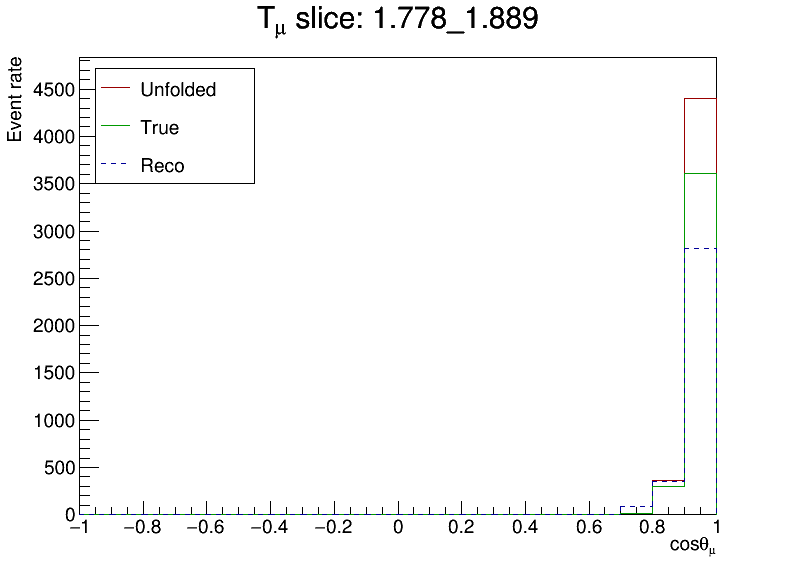 Tμ slice: 1.778_1.889
Event rate
Unfolded
True
Reco
4500
4000
3500
3000
2500
2000
1500
1000
500
0
−1 −0.8 −0.6 −0.4 −0.2 0 0.2 0.4 0.6 0.8 1
cosθμ